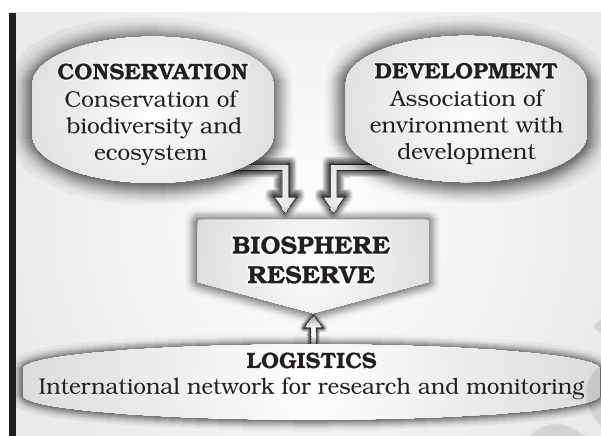 CONSERVATION
Conservation of
biodiversity and
ecosystem
DEVELOPMENT
Association of
environment with
development
BIOSPHERE
RESERVE
LOGISTICS
International network for research and monitoring